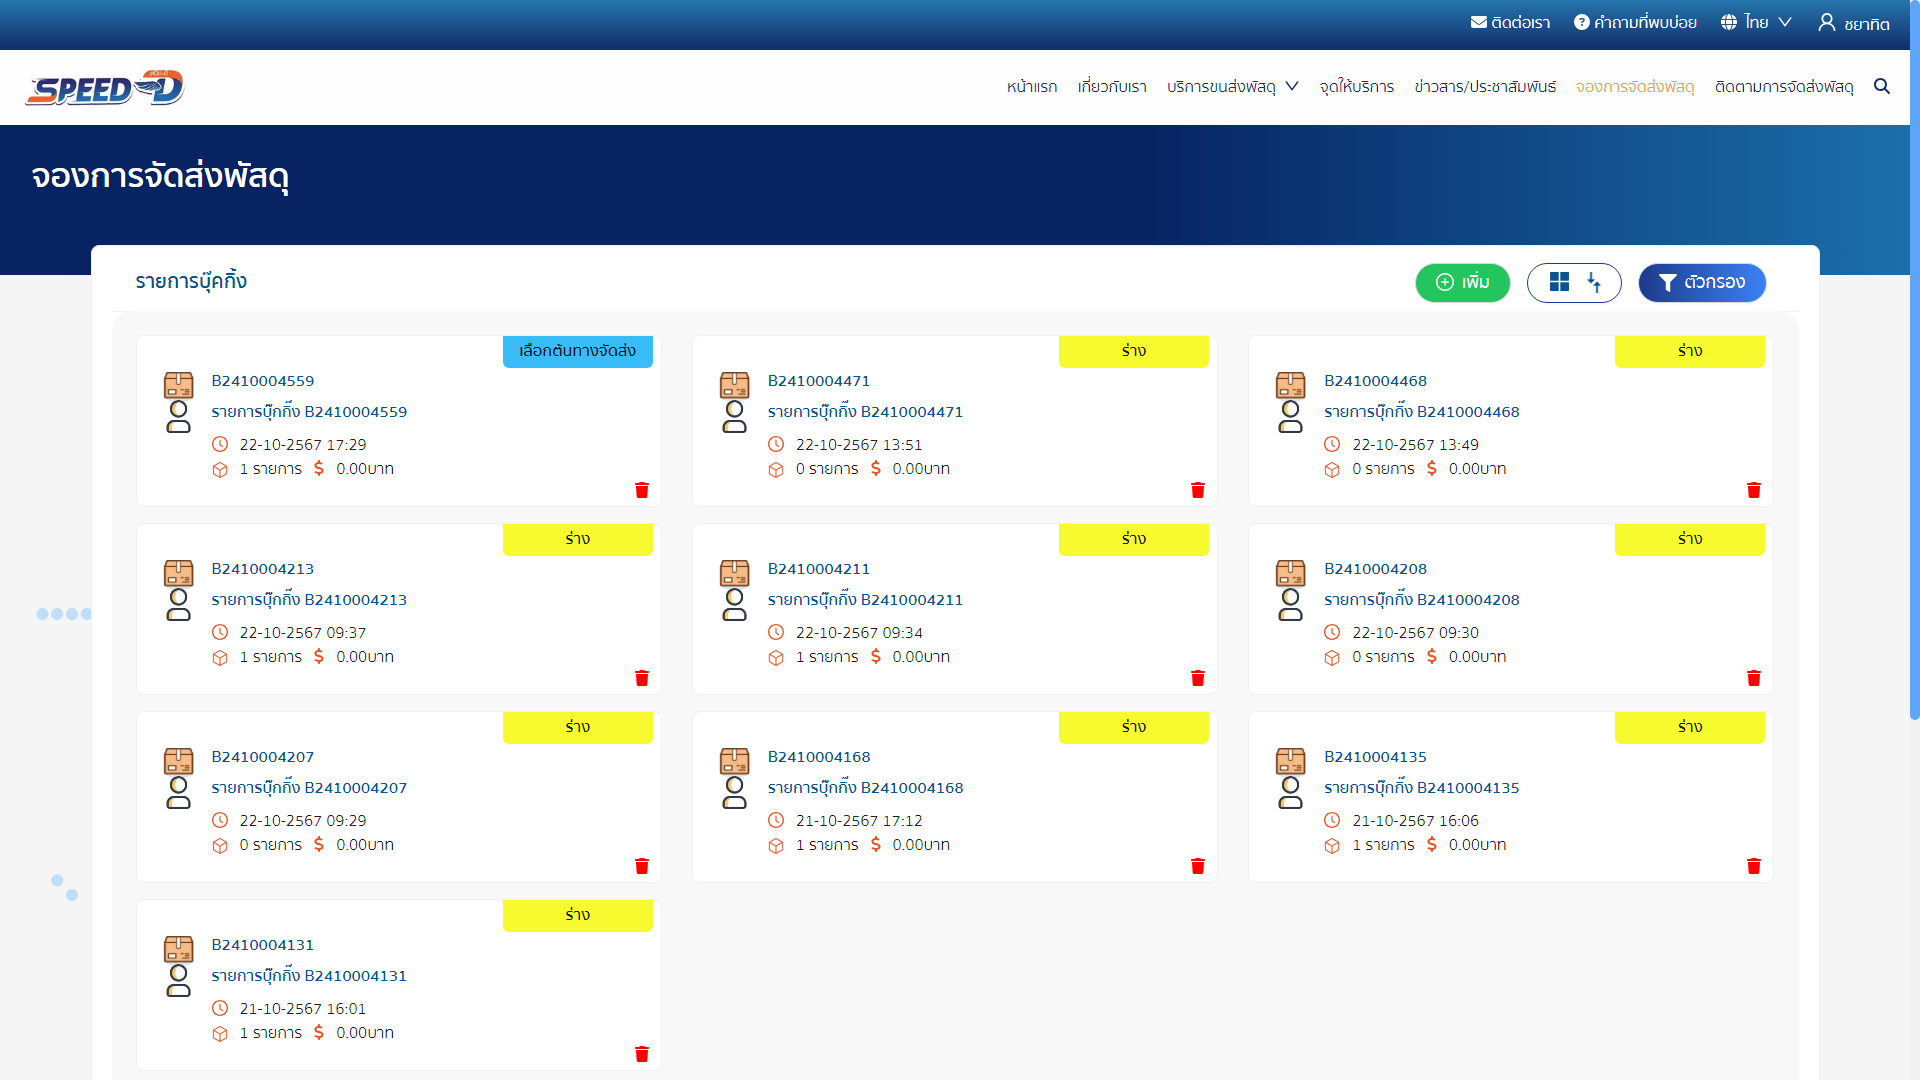 ติดต่อเรา คำถามที่พบบ่อย ไทย ชยาทิต
SPEED-D
หน้าแรก เกี่ยวกับเรา บริการขนส่งพัสดุ จุดให้บริการ ข่าวสาร/ประชาสัมพันธ์ จองการจัดส่งพัสดุ ติดตามการจัดส่งพัสดุ
จองการจัดส่งพัสดุ
รายการบุ๊คกิ้ง
เพิ่ม
ตัวกรอง
เลือกต้นทางจัดส่ง
B2410004559
รายการบุ๊กกิ๊ง B2410004559
22-10-2567 17:29
1 รายการ $ 0.00บาท
ร่าง
B2410004471
รายการบุ๊กกิ๊ง B2410004471
22-10-2567 13:51
0 รายการ $ 0.00บาท
ร่าง
B2410004468
รายการบุ๊กกิ๊ง B2410004468
22-10-2567 13:49
0 รายการ $ 0.00บาท
ร่าง
B2410004213
รายการบุ๊กกิ๊ง B2410004213
22-10-2567 09:37
1 รายการ $ 0.00บาท
ร่าง
B2410004211
รายการบุ๊กกิ๊ง B2410004211
22-10-2567 09:34
1 รายการ $ 0.00บาท
ร่าง
B2410004208
รายการบุ๊กกิ๊ง B2410004208
22-10-2567 09:30
0 รายการ $ 0.00บาท
ร่าง
B2410004207
รายการบุ๊กกิ๊ง B2410004207
22-10-2567 09:29
0 รายการ $ 0.00บาท
ร่าง
B2410004168
รายการบุ๊กกิ๊ง B2410004168
21-10-2567 17:12
1 รายการ $ 0.00บาท
ร่าง
B2410004135
รายการบุ๊กกิ๊ง B2410004135
21-10-2567 16:06
1 รายการ $ 0.00บาท
ร่าง
B2410004131
รายการบุ๊กกิ๊ง B2410004131
21-10-2567 16:01
1 รายการ $ 0.00บาท